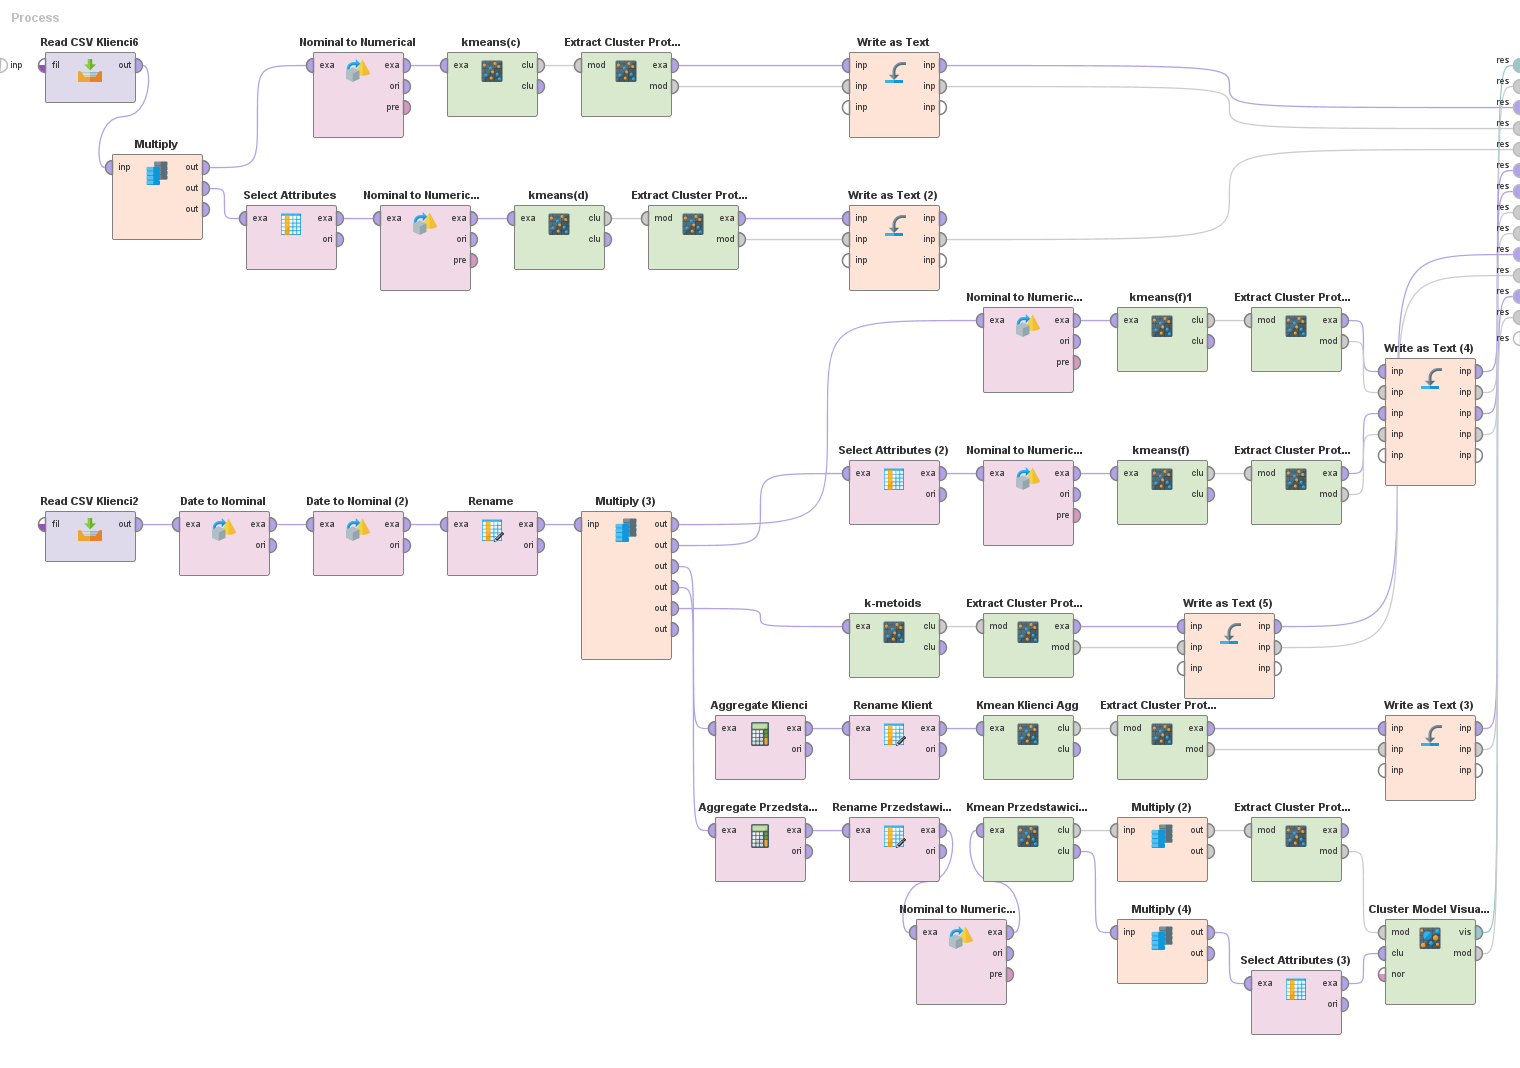 Process
Read CSV Klienci6
Nominal to Numerical
kmeans(c)
Extract Cluster Prot...
Write as Text
res
inp
fil out
exa exa
exa clu
mod exa
inp inp
res
ori
clu
mod
inp inp
res
pre
inp inp
res
Multiply
res
inp out
res
out
Select Attributes
Nominal to Numeric...
kmeans(d)
Extract Cluster Prot...
Write as Text (2)
res
out
exa exa
exa exa
exa clu
mod exa
inp inp
res
ori
ori
clu
mod
inp inp
res
pre
inp inp
res
res
Nominal to Numeric...
kmeans(f)1
Extract Cluster Prot...
res
exa exa
exa clu
mod exa
res
ori
clu
mod
res
pre
Write as Text (4)
inp inp
inp inp
inp inp
inp inp
inp inp
Select Attributes (2)
Nominal to Numeric...
kmeans(f)
Extract Cluster Prot...
exa exa
exa exa
exa clu
mod exa
ori
ori
clu
mod
pre
Read CSV Klienci2
Date to Nominal
Date to Nominal (2)
Rename
Multiply (3)
fil out
exa exa
exa exa
exa exa
inp out
ori
ori
ori
out
out
out
out
out
k-metoids
Extract Cluster Prot...
Write as Text (5)
exa clu
mod exa
inp inp
clu
mod
inp inp
inp inp
Aggregate Klienci
Rename Klient
Kmean Klienci Agg
Extract Cluster Prot...
Write as Text (3)
exa exa
exa exa
exa clu
mod exa
inp inp
ori
ori
clu
mod
inp inp
inp inp
Aggregate Przedsta...
Rename Przedstawi...
Kmean Przedstawici...
Multiply (2)
Extract Cluster Prot...
exa exa
exa exa
exa clu
inp out
mod exa
ori
ori
clu
out
mod
Nominal to Numeric...
Multiply (4)
Cluster Model Visua...
exa exa
inp out
mod vis
ori
out
clu mod
pre
nor
Select Attributes (3)
exa exa
ori